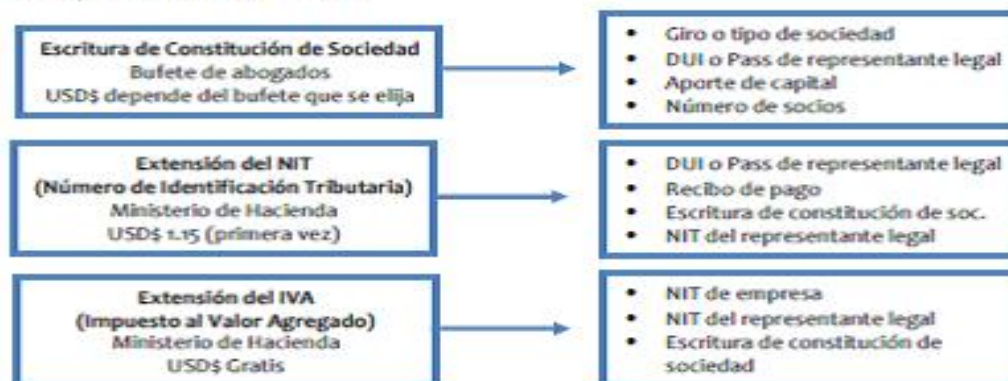 Escritura de Constitución de Sociedad
Bufete de abogados
USD$ depende del bufete que se elija
• Giro o tipo de sociedad
• DUI o Pass de representante legal
• Aporte de capital
• Número de socios
Extensión del NIT
(Número de Identificación Tributaria)
Ministerio de Hacienda
USD$ 1.15 (primera vez)
• DUI o Pass de representante legal
• Recibo de pago
• Escritura de constitución de soc.
• NIT del representante legal
Extensión del IVA
(Impuesto al Valor Agregado)
Ministerio de Hacienda
USD$ Gratis
• NIT de empresa
• NIT del representante legal
• Escritura de constitución de
sociedad